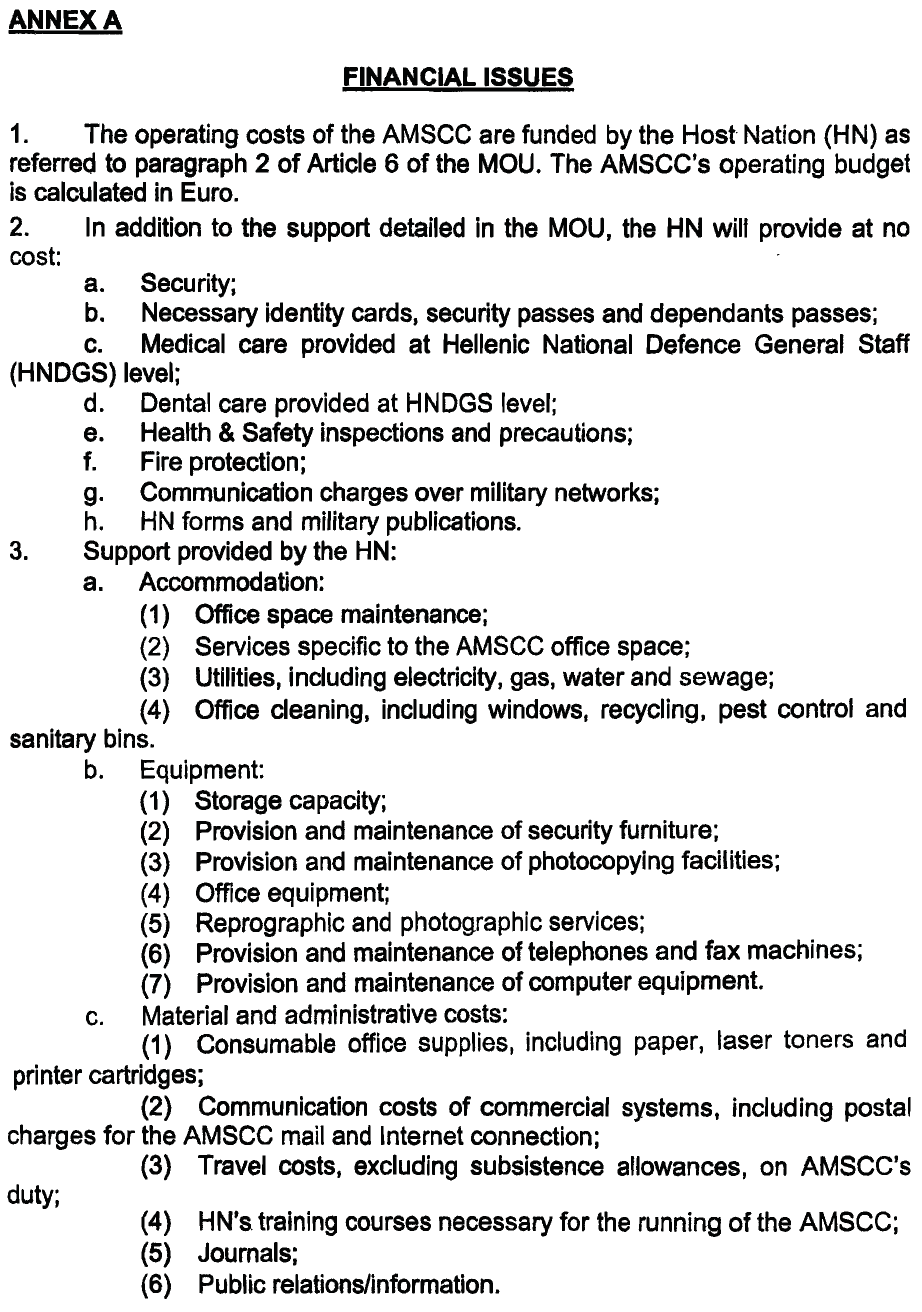 ANNEX A
FINANCIAL ISSUES
1. The operating costs of the AMSCC are funded by the Host Nation (HN) as
referred to paragraph 2 of Article 6 of the MOU. The AMSCC's operating budget
is calculated in Euro.
2. In addition to the support detailed in the MOU, the HN will provide at no
cost:
a. Security;
b. Necessary identity cards, security passes and dependants passes;
c. Medical care provided at Hellenic National Defence General Staff
(HNDGS) level;
d. Dental care provided at HNDGS level;
e. Health & Safety inspections and precautions;
f. Fire protection;
g. Communication charges over military networks;
h. HN forms and military publications.
3. Support provided by the HN:
a. Accommodation:
(1) Office space maintenance;
(2) Services specific to the AMSCC office space;
(3) Utilities, including electricity, gas, water and sewage;
(4) Office cleaning, including windows, recycling, pest control and
sanitary bins.
b. Equipment:
(1) Storage capacity;
(2) Provision and maintenance of security furniture;
(3) Provision and maintenance of photocopying facilities;
(4) Office equipment;
(5) Reprographic and photographic services;
(6) Provision and maintenance of telephones and fax machines;
(7) Provision and maintenance of computer equipment.
c. Material and administrative costs:
(1) Consumable office supplies, including paper, laser toners and
printer cartridges;
(2) Communication costs of commercial systems, including postal
charges for the AMSCC mail and Internet connection;
(3) Travel costs, excluding subsistence allowances, on AMSCC's
duty;
(4) HN's training courses necessary for the running of the AMSCC;
(5) Journals;
(6) Public relations/information.